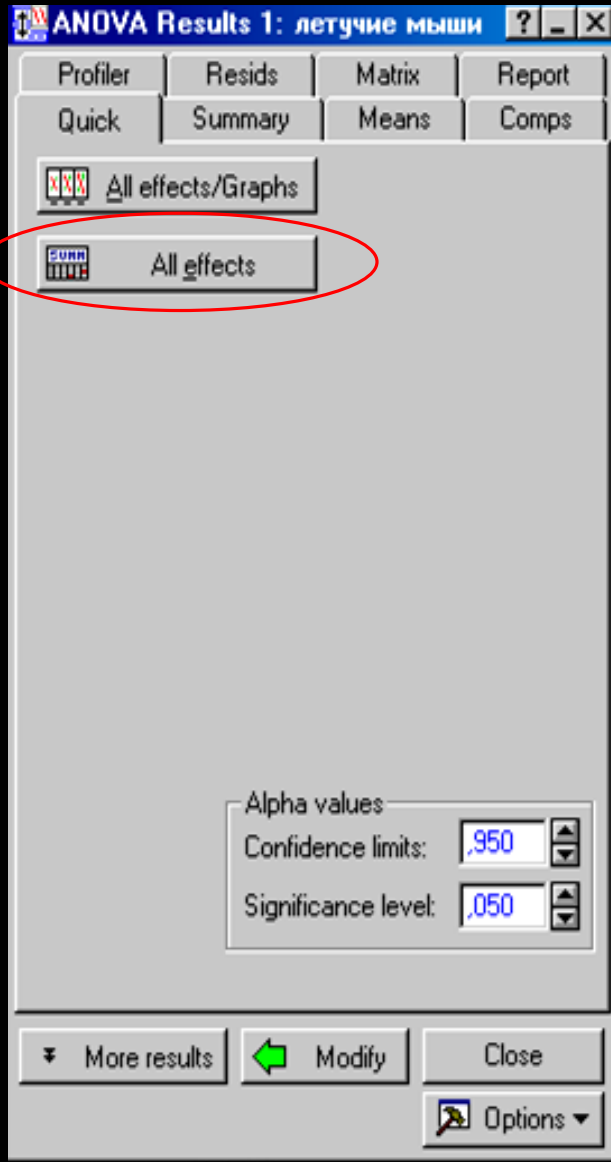 ANOVA Results 1: летучие мыши
Profiler Resids Matrix Report
Quick Summary Means Comps
All effects/Graphs
SUMM All effects
Alpha values
Confidence limits: ,950
Significance level: ,050
More results Modify Close
Options